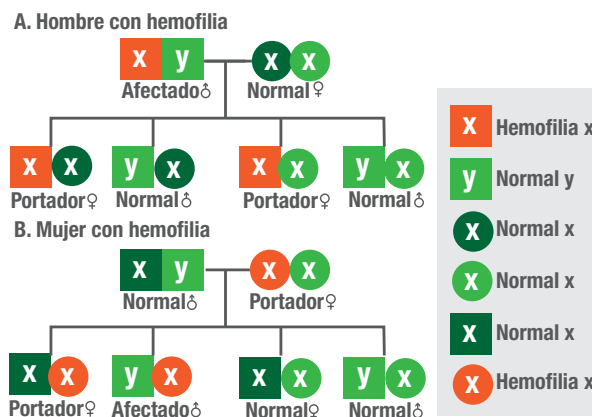 A. Hombre con hemofilia
x y x x
Afectado♂ Normal♀
x x y x x x y x
Portador♀ Normal♂ Portador♀ Normal♂
B. Mujer con hemofilia
x y x x
Normal♂ Portador♀
x x y x x x y x
Portador♀ Afectado♂ Normal♀ Normal♂
x Hemofilia x
y Normal y
x Normal x
x Normal x
x Normal x
x Hemofilia x